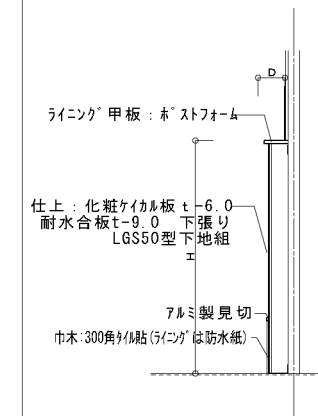 D
ライニング甲板：ポストフォーム
仕上：化粧ケイカル板 t-6.0
耐水合板t-9.0 下張り
LGS50型下地組
H
アルミ製見切
巾木:300角タイル貼(ライニングは防水紙)